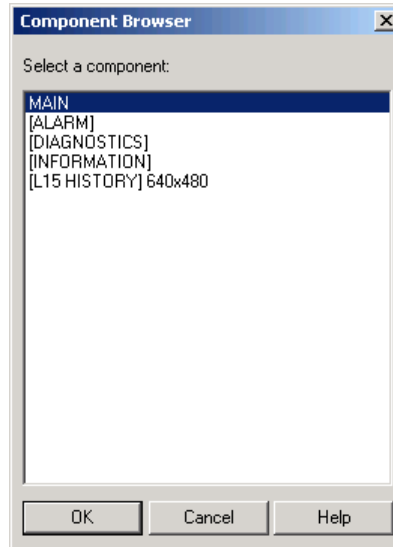 Component Browser
Select a component:
MAIN
[ALARM]
[DIAGNOSTICS]
[INFORMATION]
[L15 HISTORY] 640x480
OK
Cancel
Help